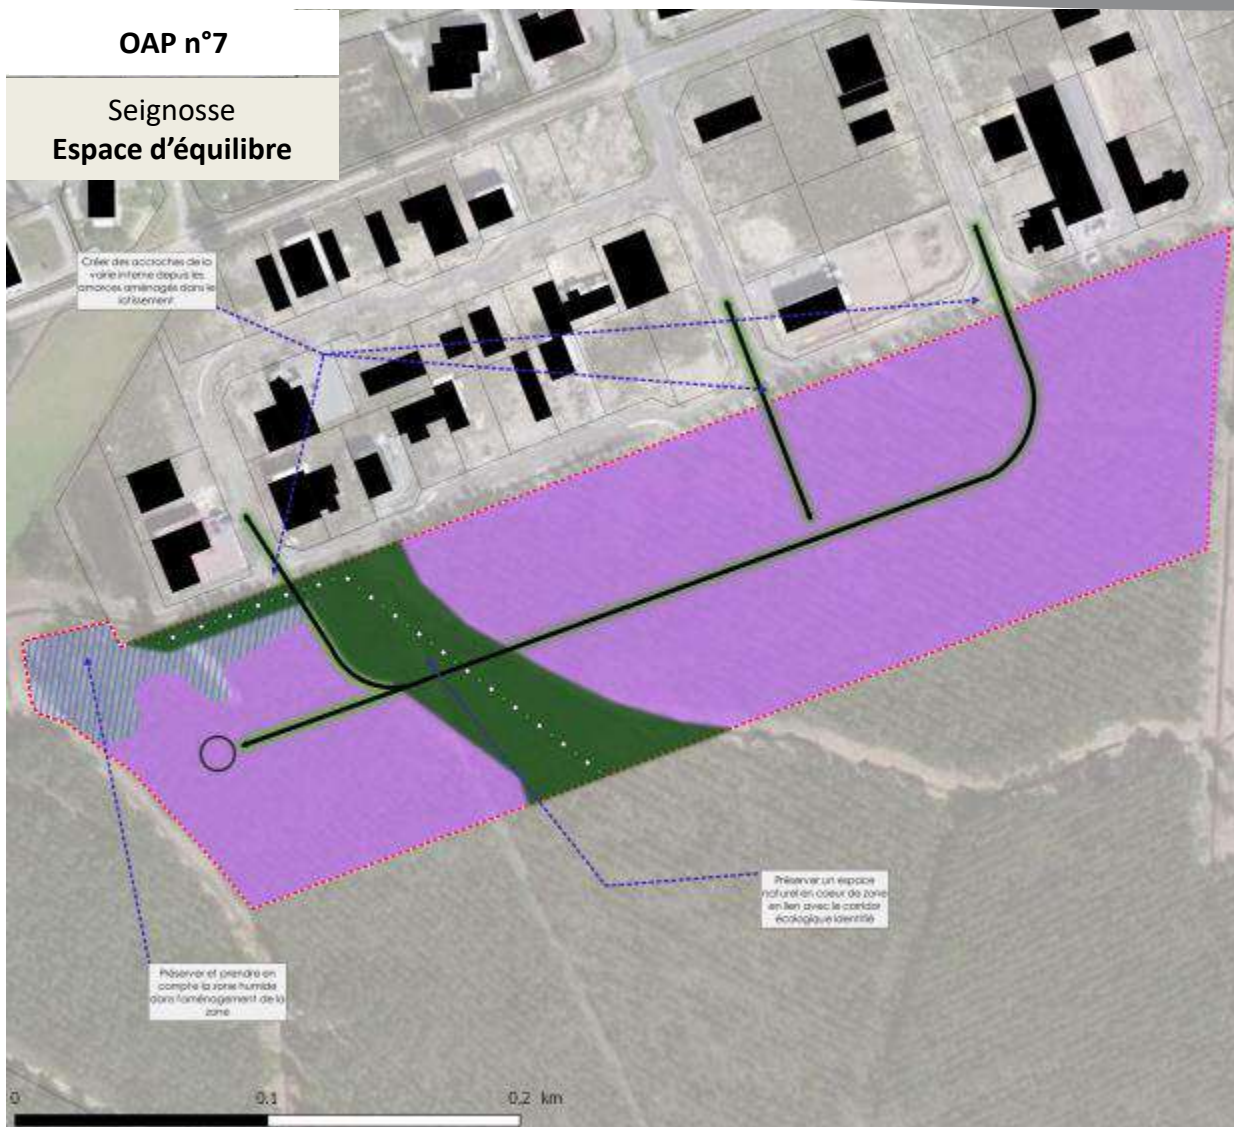 OAP n°7
Seignosse
Espace d'équilibre
Créer des accroches de la
voirie interne depuis les
amorces aménagés dans le
lotissement
Préserver un espace
naturel en coeur de zone
en lien avec le corridor
écologique identifié
Préserver et prendre en
compte la zone humide
dans l'aménagement de la
zone
0 0,1 0,2 km